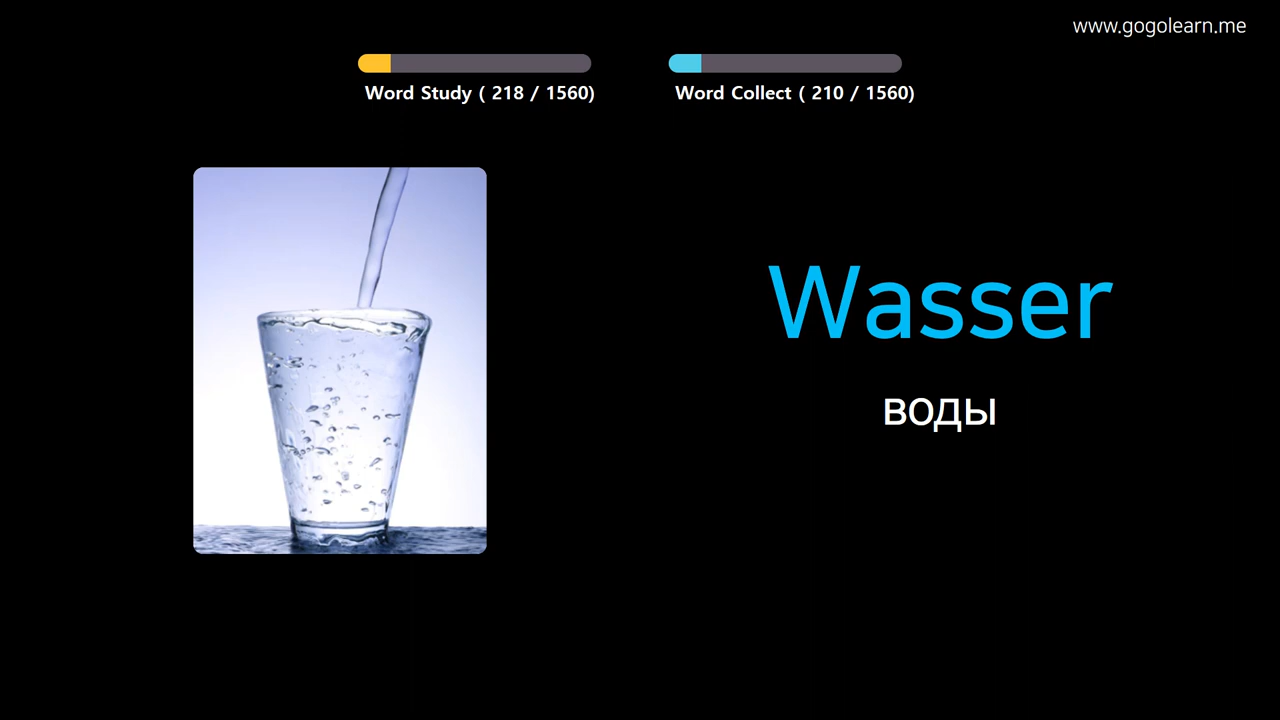 www.gogolearn.me
Word Study ( 218 / 1560)
Word Collect ( 210 / 1560)
Wasser
воды